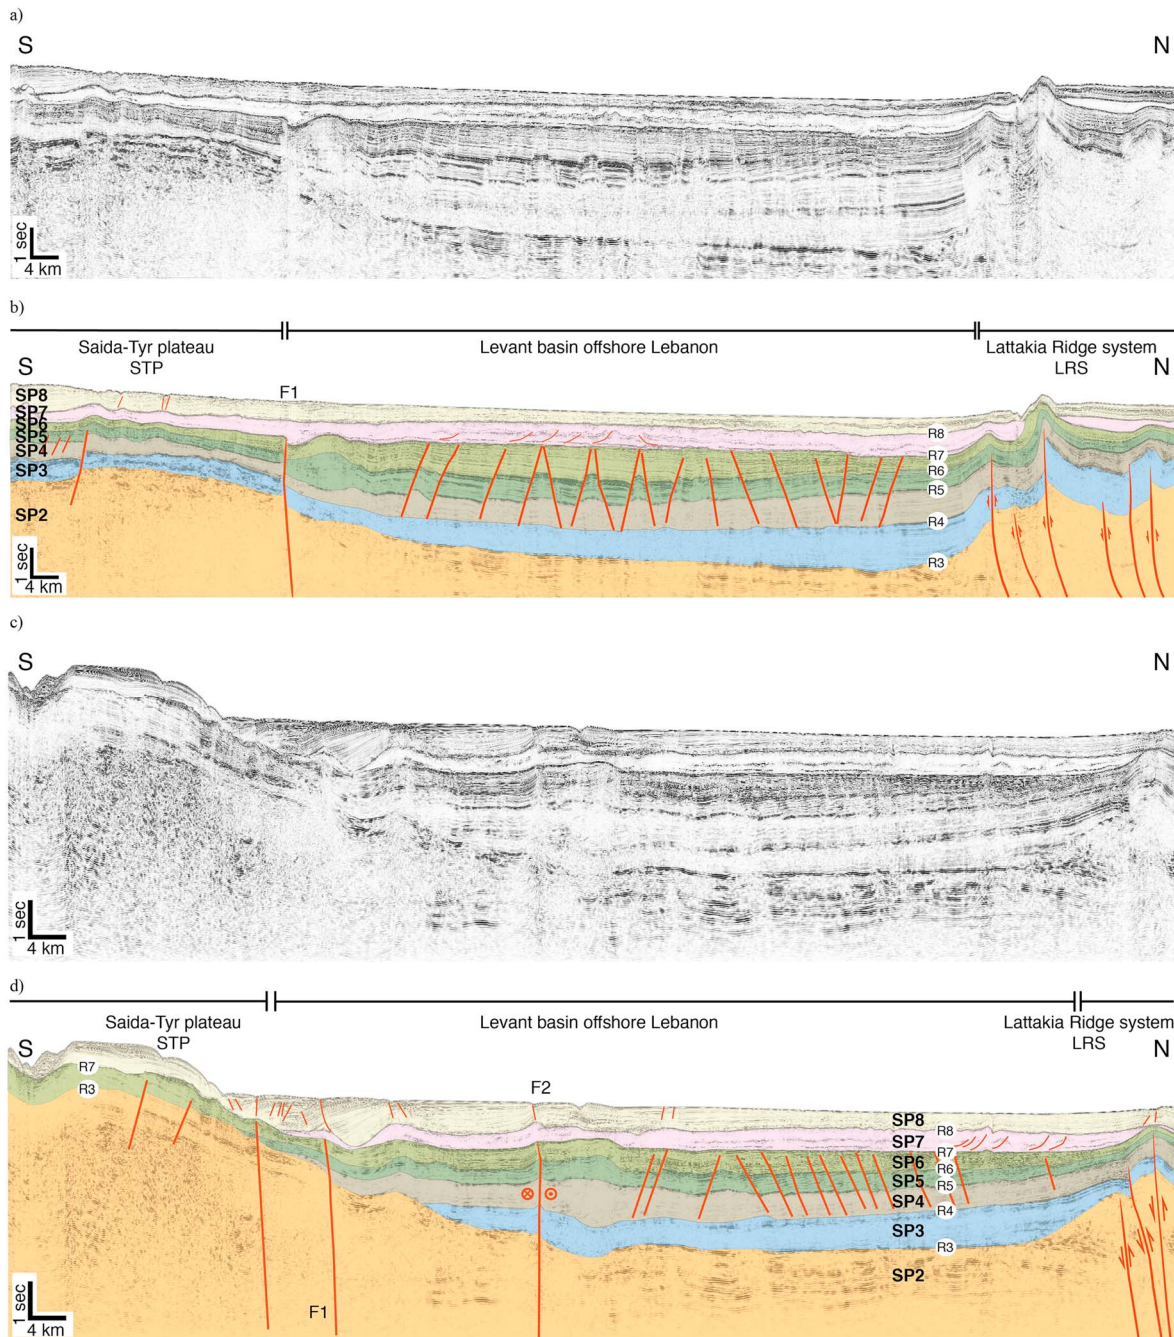 a)
S
N
1 sec
4 km
b)
Saida-Tyr plateau
STP
Levant basin offshore Lebanon
Lattakia Ridge system
LRS
S
N
F1
SP8
SP7
SP6
SP5
SP4
SP3
SP2
R8
R7
R6
R5
R4
R3
1 sec
4 km
c)
S
N
1 sec
4 km
d)
Saida-Tyr plateau
STP
Levant basin offshore Lebanon
Lattakia Ridge system
LRS
S
N
R7
R3
F2
SP8
R8
SP7
R7
SP6
R6
SP5
R5
SP4
R4
SP3
R3
SP2
F1
1 sec
4 km